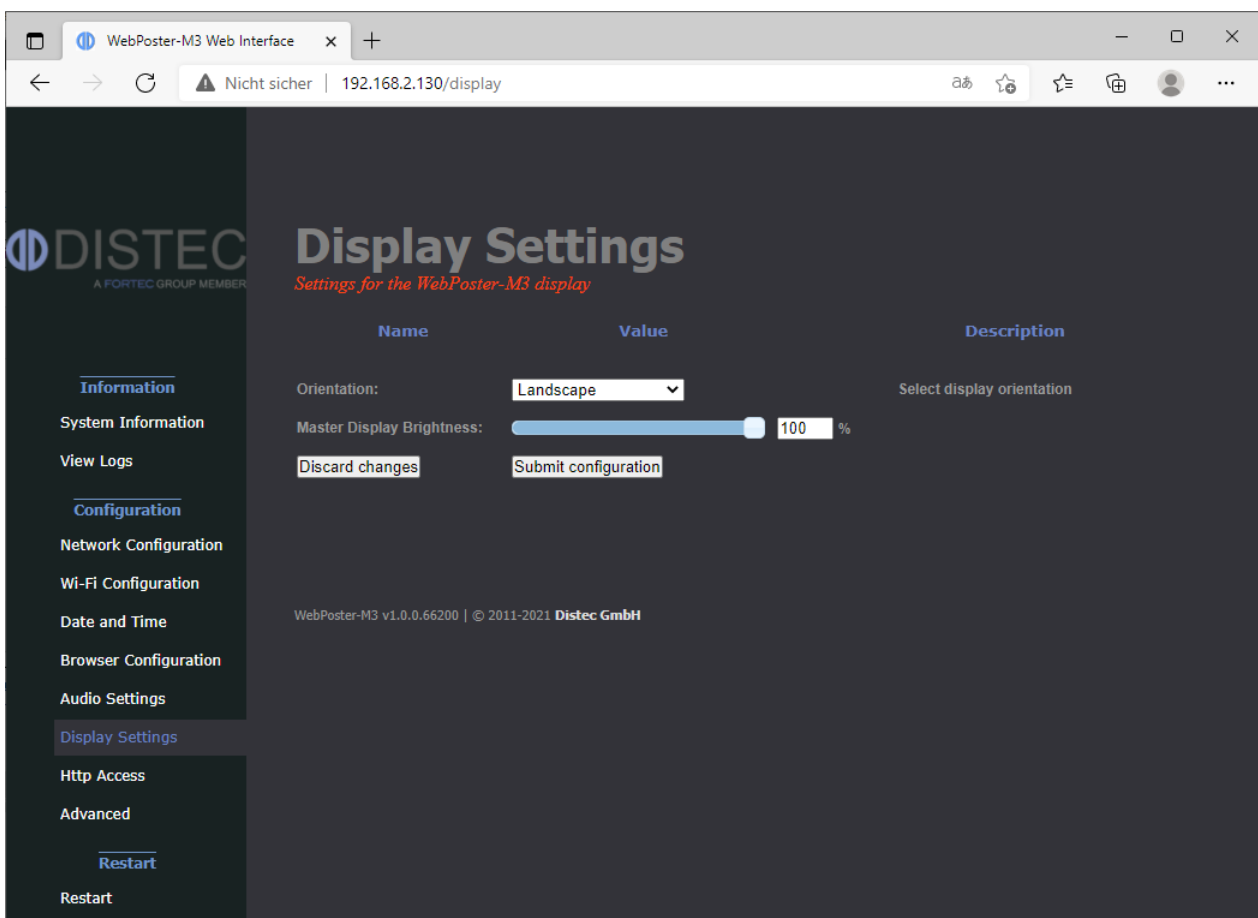 WebPoster-M3 Web Interface
Nicht sicher | 192.168.2.130/display
aあ
DISTEC
A FORTEC GROUP MEMBER
Information
System Information
View Logs
Configuration
Network Configuration
Wi-Fi Configuration
Date and Time
Browser Configuration
Audio Settings
Display Settings
Http Access
Advanced
Restart
Restart
Display Settings
Settings for the WebPoster-M3 display
Name Value Description
Orientation: Landscape Select display orientation
Master Display Brightness: 100 %
Discard changes Submit configuration
WebPoster-M3 v1.0.0.66200 | © 2011-2021 Distec GmbH